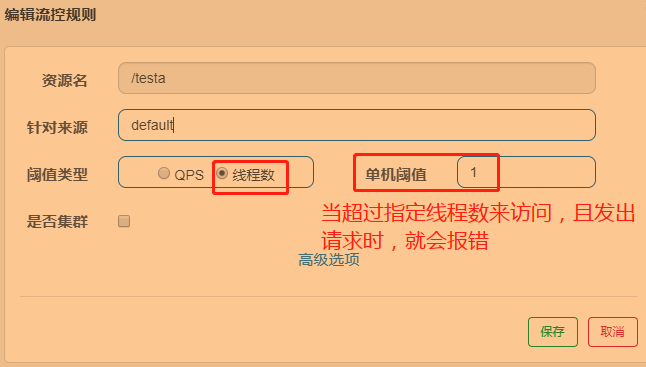 编辑流控规则
资源名 /testa
针对来源 default
阈值类型 QPS 线程数 单机阈值 1
当超过指定线程数来访问，且发出
请求时，就会报错
是否集群
高级选项
保存 取消